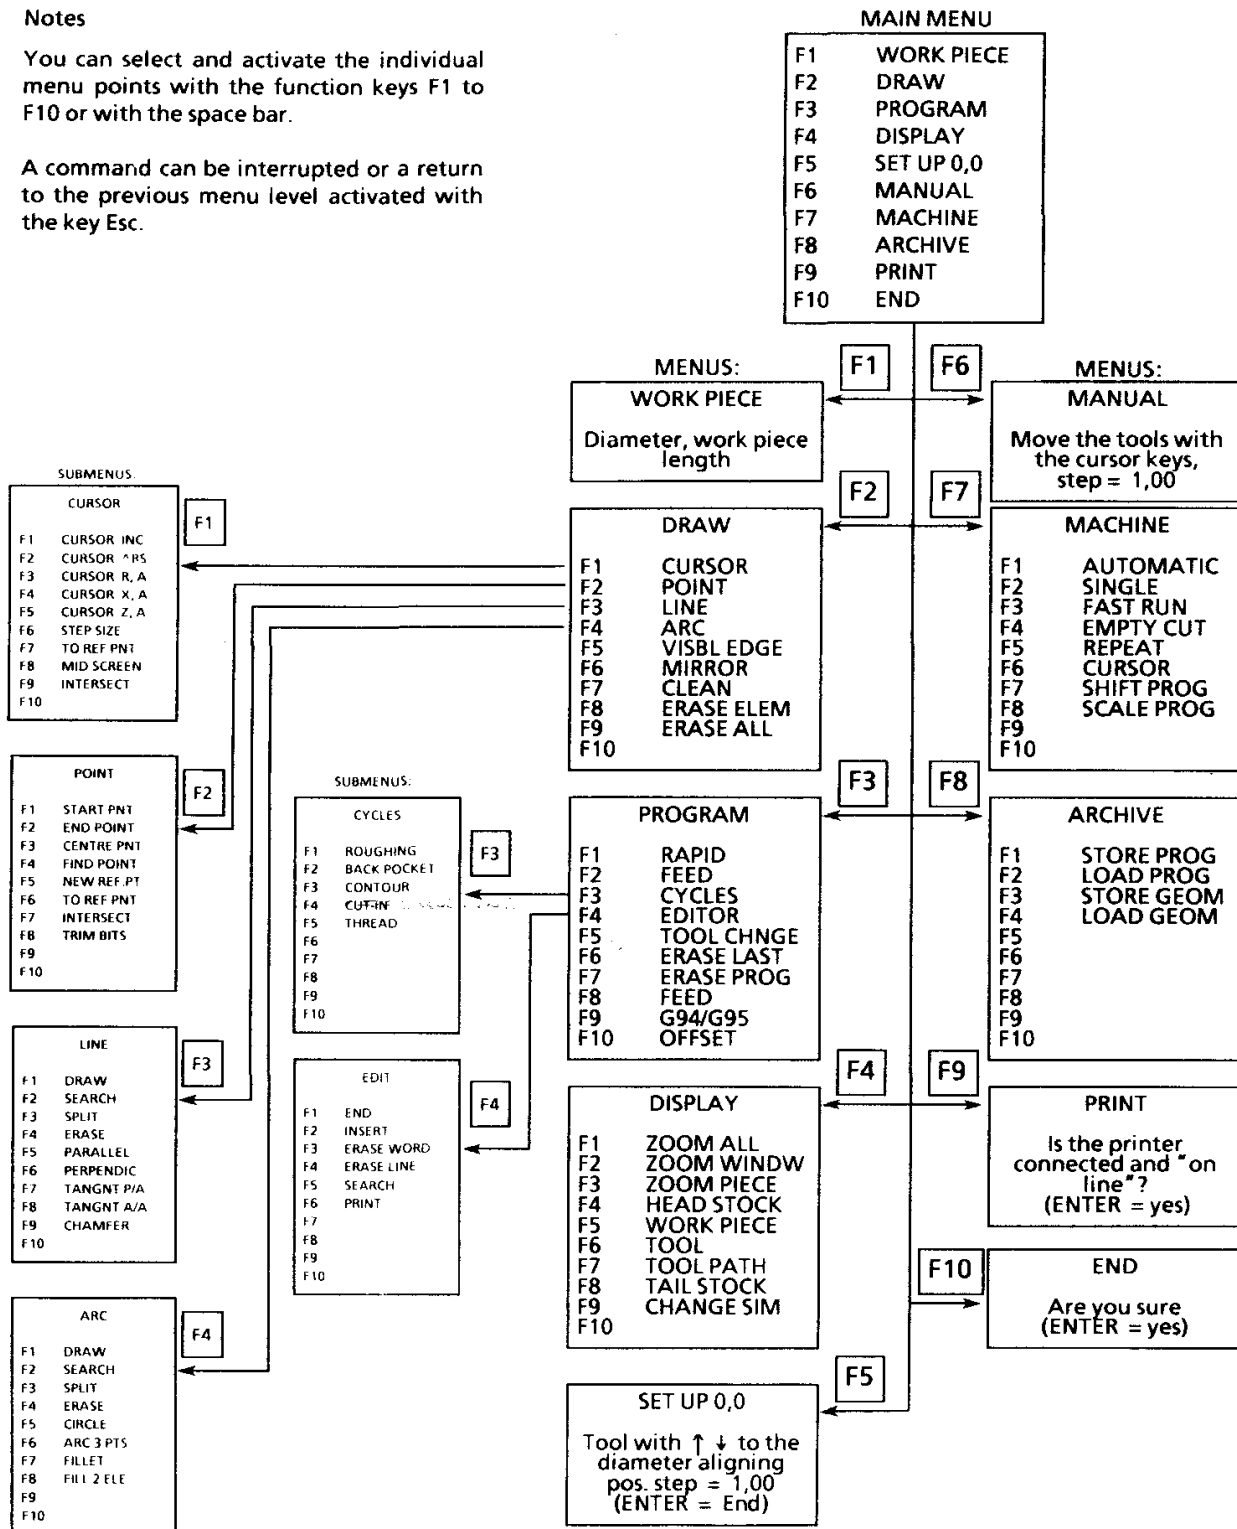 Notes
You can select and activate the individual
menu points with the function keys F1 to
F10 or with the space bar.
A command can be interrupted or a return
to the previous menu level activated with
the key Esc.
MAIN MENU
F1 WORK PIECE
F2 DRAW
F3 PROGRAM
F4 DISPLAY
F5 SET UP 0,0
F6 MANUAL
F7 MACHINE
F8 ARCHIVE
F9 PRINT
F10 END
MENUS:
F1
WORK PIECE
Diameter, work piece
length
F6
MENUS:
MANUAL
Move the tools with
the cursor keys,
step = 1,00
F2
DRAW
F1 CURSOR
F2 POINT
F3 LINE
F4 ARC
F5 VISBL EDGE
F6 MIRROR
F7 CLEAN
F8 ERASE ELEM
F9 ERASE ALL
F10
F7
MACHINE
F1 AUTOMATIC
F2 SINGLE
F3 FAST RUN
F4 EMPTY CUT
F5 REPEAT
F6 CURSOR
F7 SHIFT PROG
F8 SCALE PROG
F9
F10
SUBMENUS:
CURSOR
F1
F1 CURSOR INC
F2 CURSOR
F3 CURSOR R, A
F4 CURSOR X, A
F5 CURSOR Z, A
F6 STEP SIZE
F7 TO REF PNT
F8 MID SCREEN
F9 INTERSECT
F10
POINT
F2
F1 START PNT
F2 END POINT
F3 CENTRE PNT
F4 FIND POINT
F5 NEW REF.PT
F6 TO REF PNT
F7 INTERSECT
F8 TRIM BITS
F9
F10
LINE
F3
F1 DRAW
F2 SEARCH
F3 SPLIT
F4 ERASE
F5 PARALLEL
F6 PERPENDIC
F7 TANGNT P/A
F8 TANGNT A/A
F9 CHAMFER
F10
ARC
F4
F1 DRAW
F2 SEARCH
F3 SPLIT
F4 ERASE
F5 CIRCLE
F6 ARC 3 PTS
F7 FILLET
F8 FILL 2 ELE
F9
F10
F3
PROGRAM
F1 RAPID
F2 FEED
F3 CYCLES
F4 EDITOR
F5 TOOL CHNGE
F6 ERASE LAST
F7 ERASE PROG
F8 FEED
F9 G94/G95
F10 OFFSET
F8
ARCHIVE
F1 STORE PROG
F2 LOAD PROG
F3 STORE GEOM
F4 LOAD GEOM
F5
F6
F7
F8
F9
F10
SUBMENUS:
CYCLES
F3
F1 ROUGHING
F2 BACK POCKET
F3 CONTOUR
F4 CUT-IN
F5 THREAD
F6
F7
F8
F9
F10
EDIT
F4
F1 END
F2 INSERT
F3 ERASE WORD
F4 ERASE LINE
F5 SEARCH
F6 PRINT
F7
F8
F9
F10
F4
DISPLAY
F1 ZOOM ALL
F2 ZOOM WINDW
F3 ZOOM PIECE
F4 HEAD STOCK
F5 WORK PIECE
F6 TOOL
F7 TOOL PATH
F8 TAIL STOCK
F9 CHANGE SIM
F10
F9
PRINT
Is the printer
connected and "on
line"?
(ENTER = yes)
F10
END
Are you sure
(ENTER = yes)
F5
SET UP 0,0
Tool with ↑ ↓ to the
diameter aligning
pos. step = 1,00
(ENTER = End)